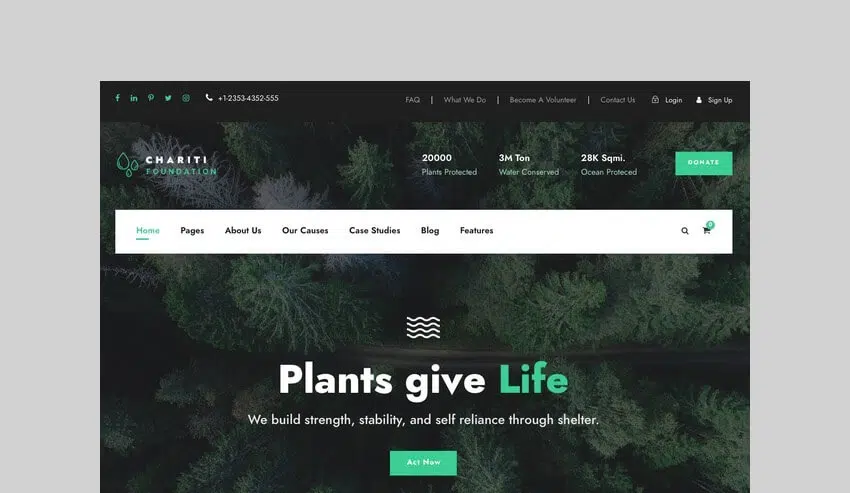 +1-2353-4352-555 FAQ | What We Do | Become A Volunteer | Contact Us Login Sign Up
CHARITI
FOUNDATION
20000 3M Ton 28K Sqmi.
Plants Protected Water Conserved Ocean Proteced
DONATE
Home Pages About Us Our Causes Case Studies Blog Features 0
Plants give Life
We build strength, stability, and self reliance through shelter.
Act Now